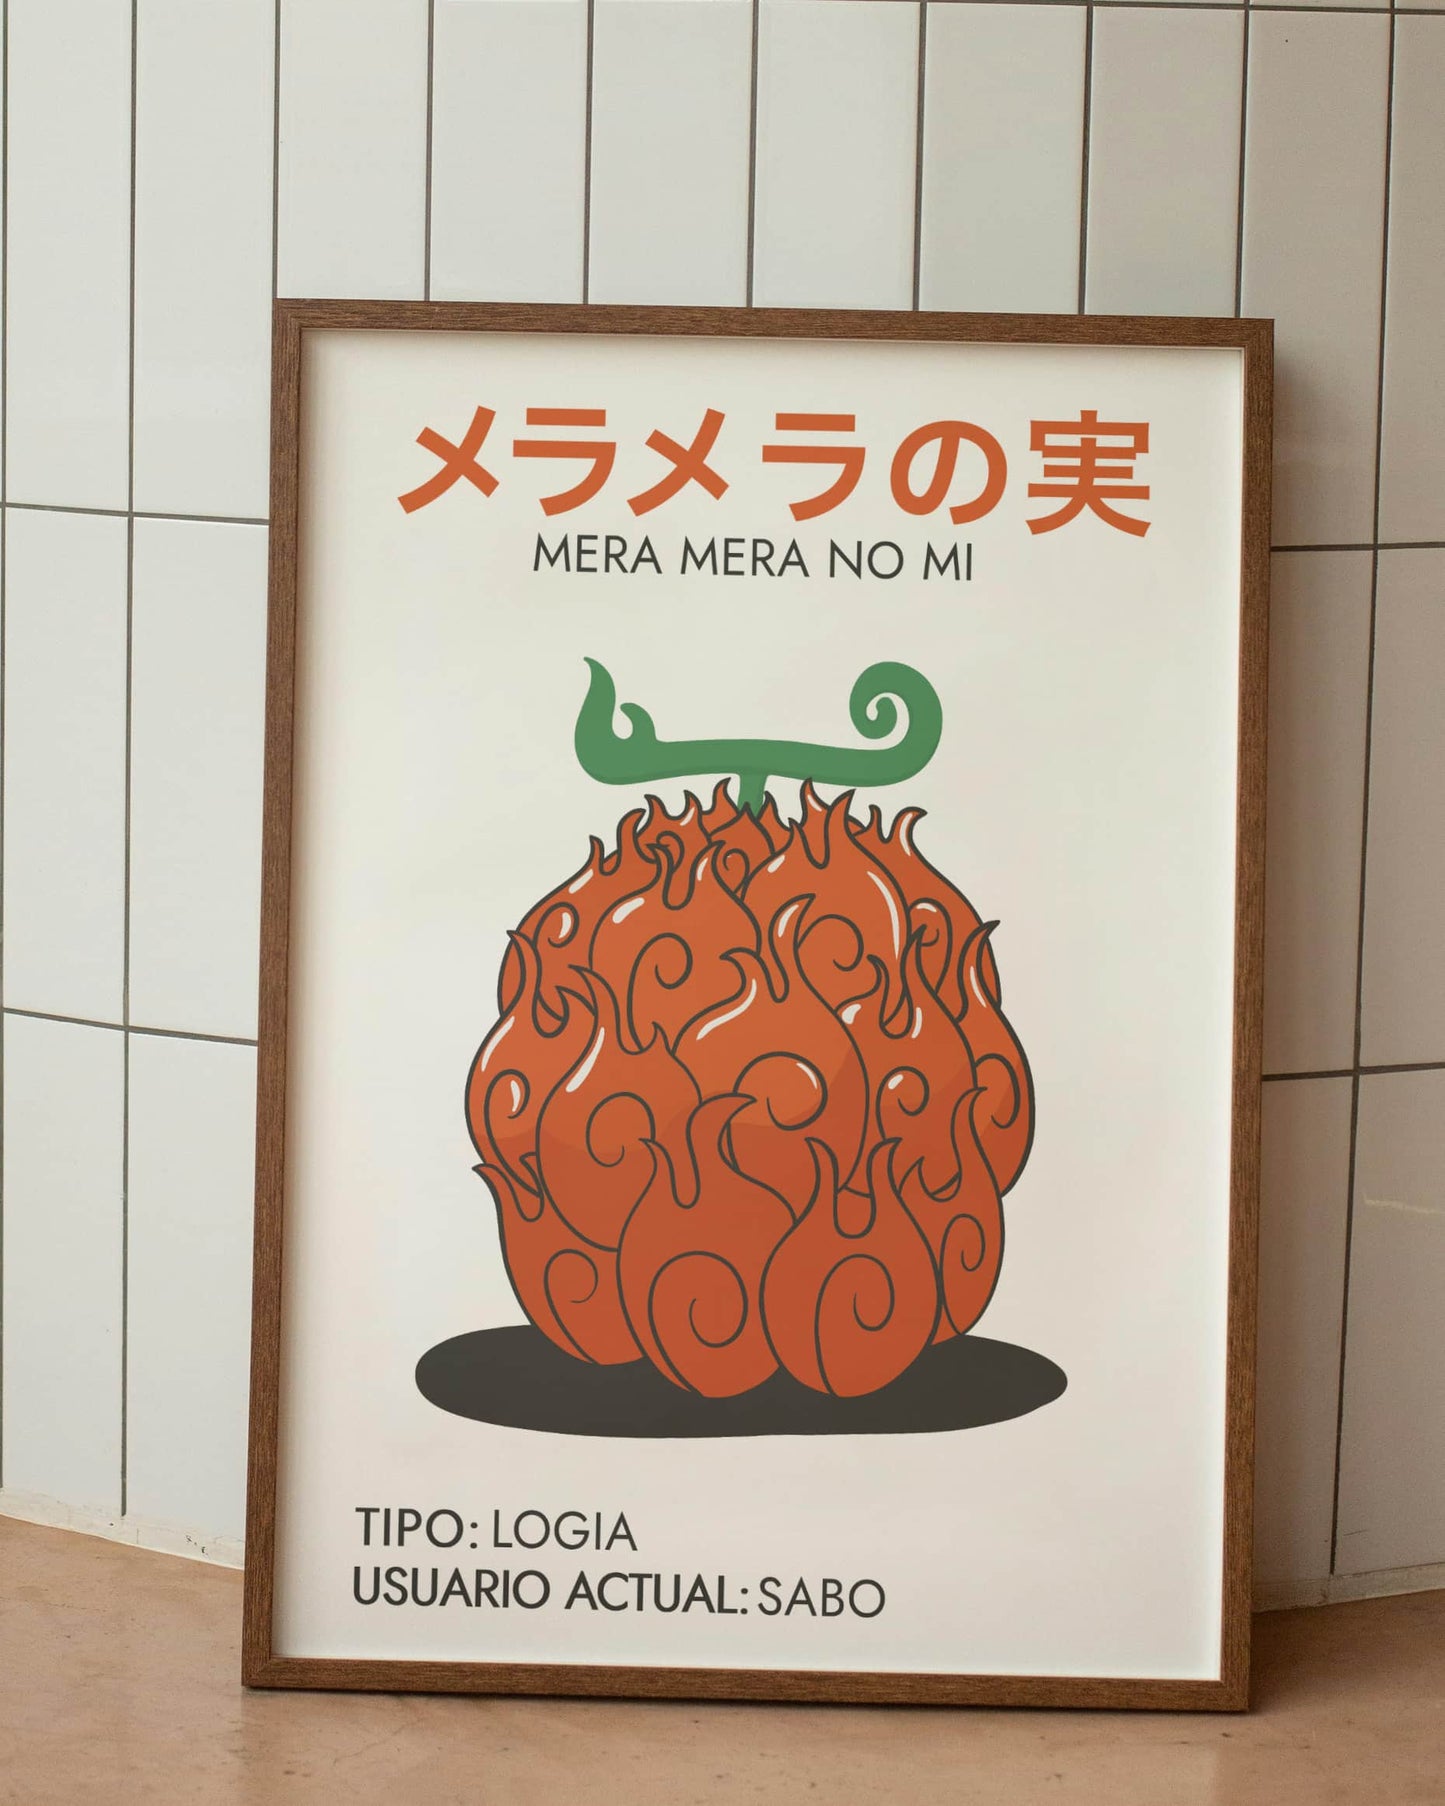 メラメラの実
MERA MERA NO MI
TIPO: LOGIA
USUARIO ACTUAL: SABO